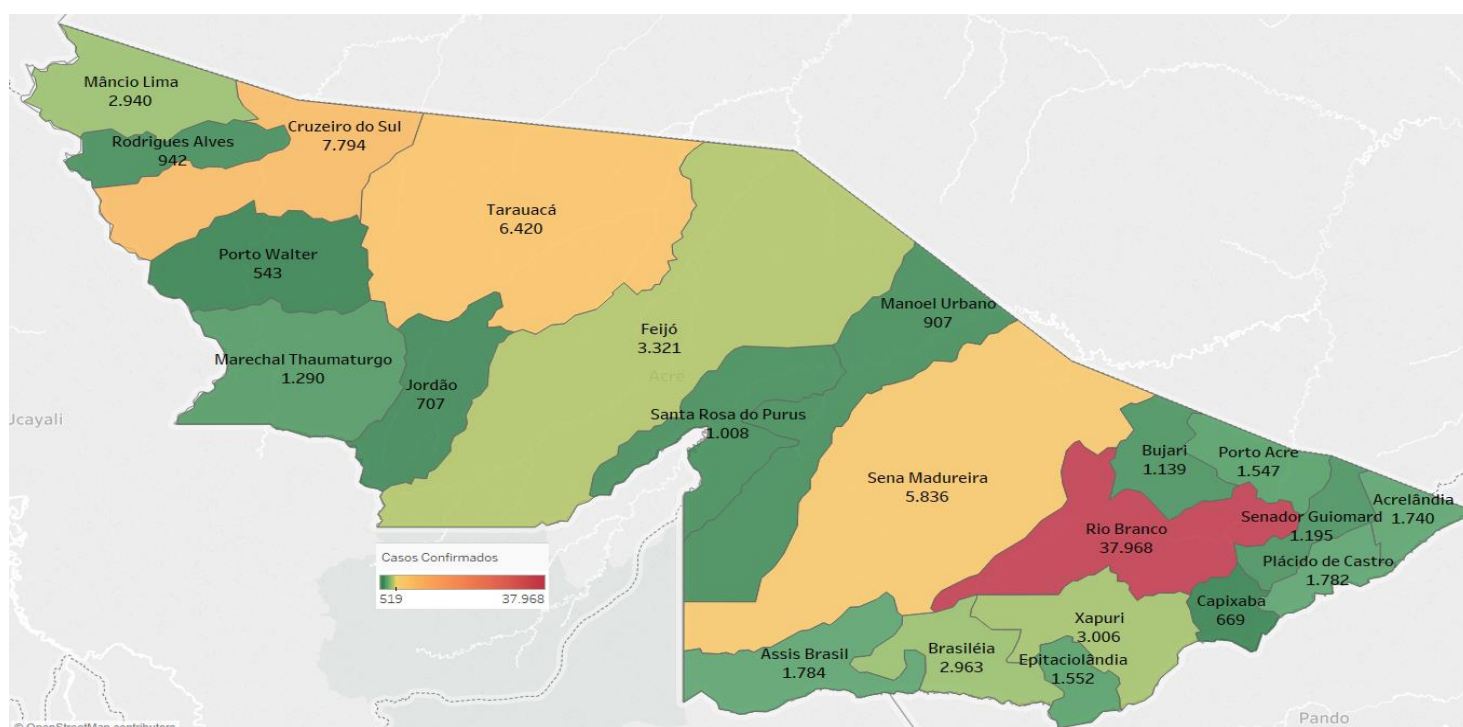 Mâncio Lima
2.940
Rodrigues Alves
942
Cruzeiro do Sul
7.794
Tarauacá
6.420
Porto Walter
543
Marechal Thaumaturgo
1.290
Jordão
707
Feijó
3.321
Acre
Manoel Urbano
907
Santa Rosa do Purus
1.008
Sena Madureira
5.836
Bujari
1.139
Porto Acre
1.547
Acrelândia
1.740
Senador Guiomard
1.195
Rio Branco
37.968
Plácido de Castro
1.782
Capixaba
669
Xapuri
3.006
Brasiléia
2.963
Epitaciolândia
1.552
Assis Brasil
1.784
Casos Confirmados
519 37.968
Ucayali
Pando
© OpenStreetMap contributors